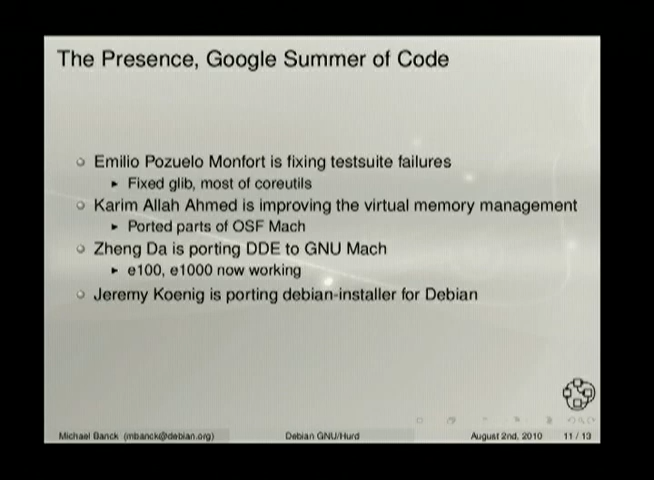 The Presence, Google Summer of Code
Emilio Pozuelo Monfort is fixing testsuite failures
Fixed glib, most of coreutils
Karim Allah Ahmed is improving the virtual memory management
Ported parts of OSF Mach
Zheng Da is porting DDE to GNU Mach
e100, e1000 now working
Jeremy Koenig is porting debian-installer for Debian
Michael Banck (mbanck@debian.org) Debian GNU/Hurd August 2nd, 2010 11 / 13